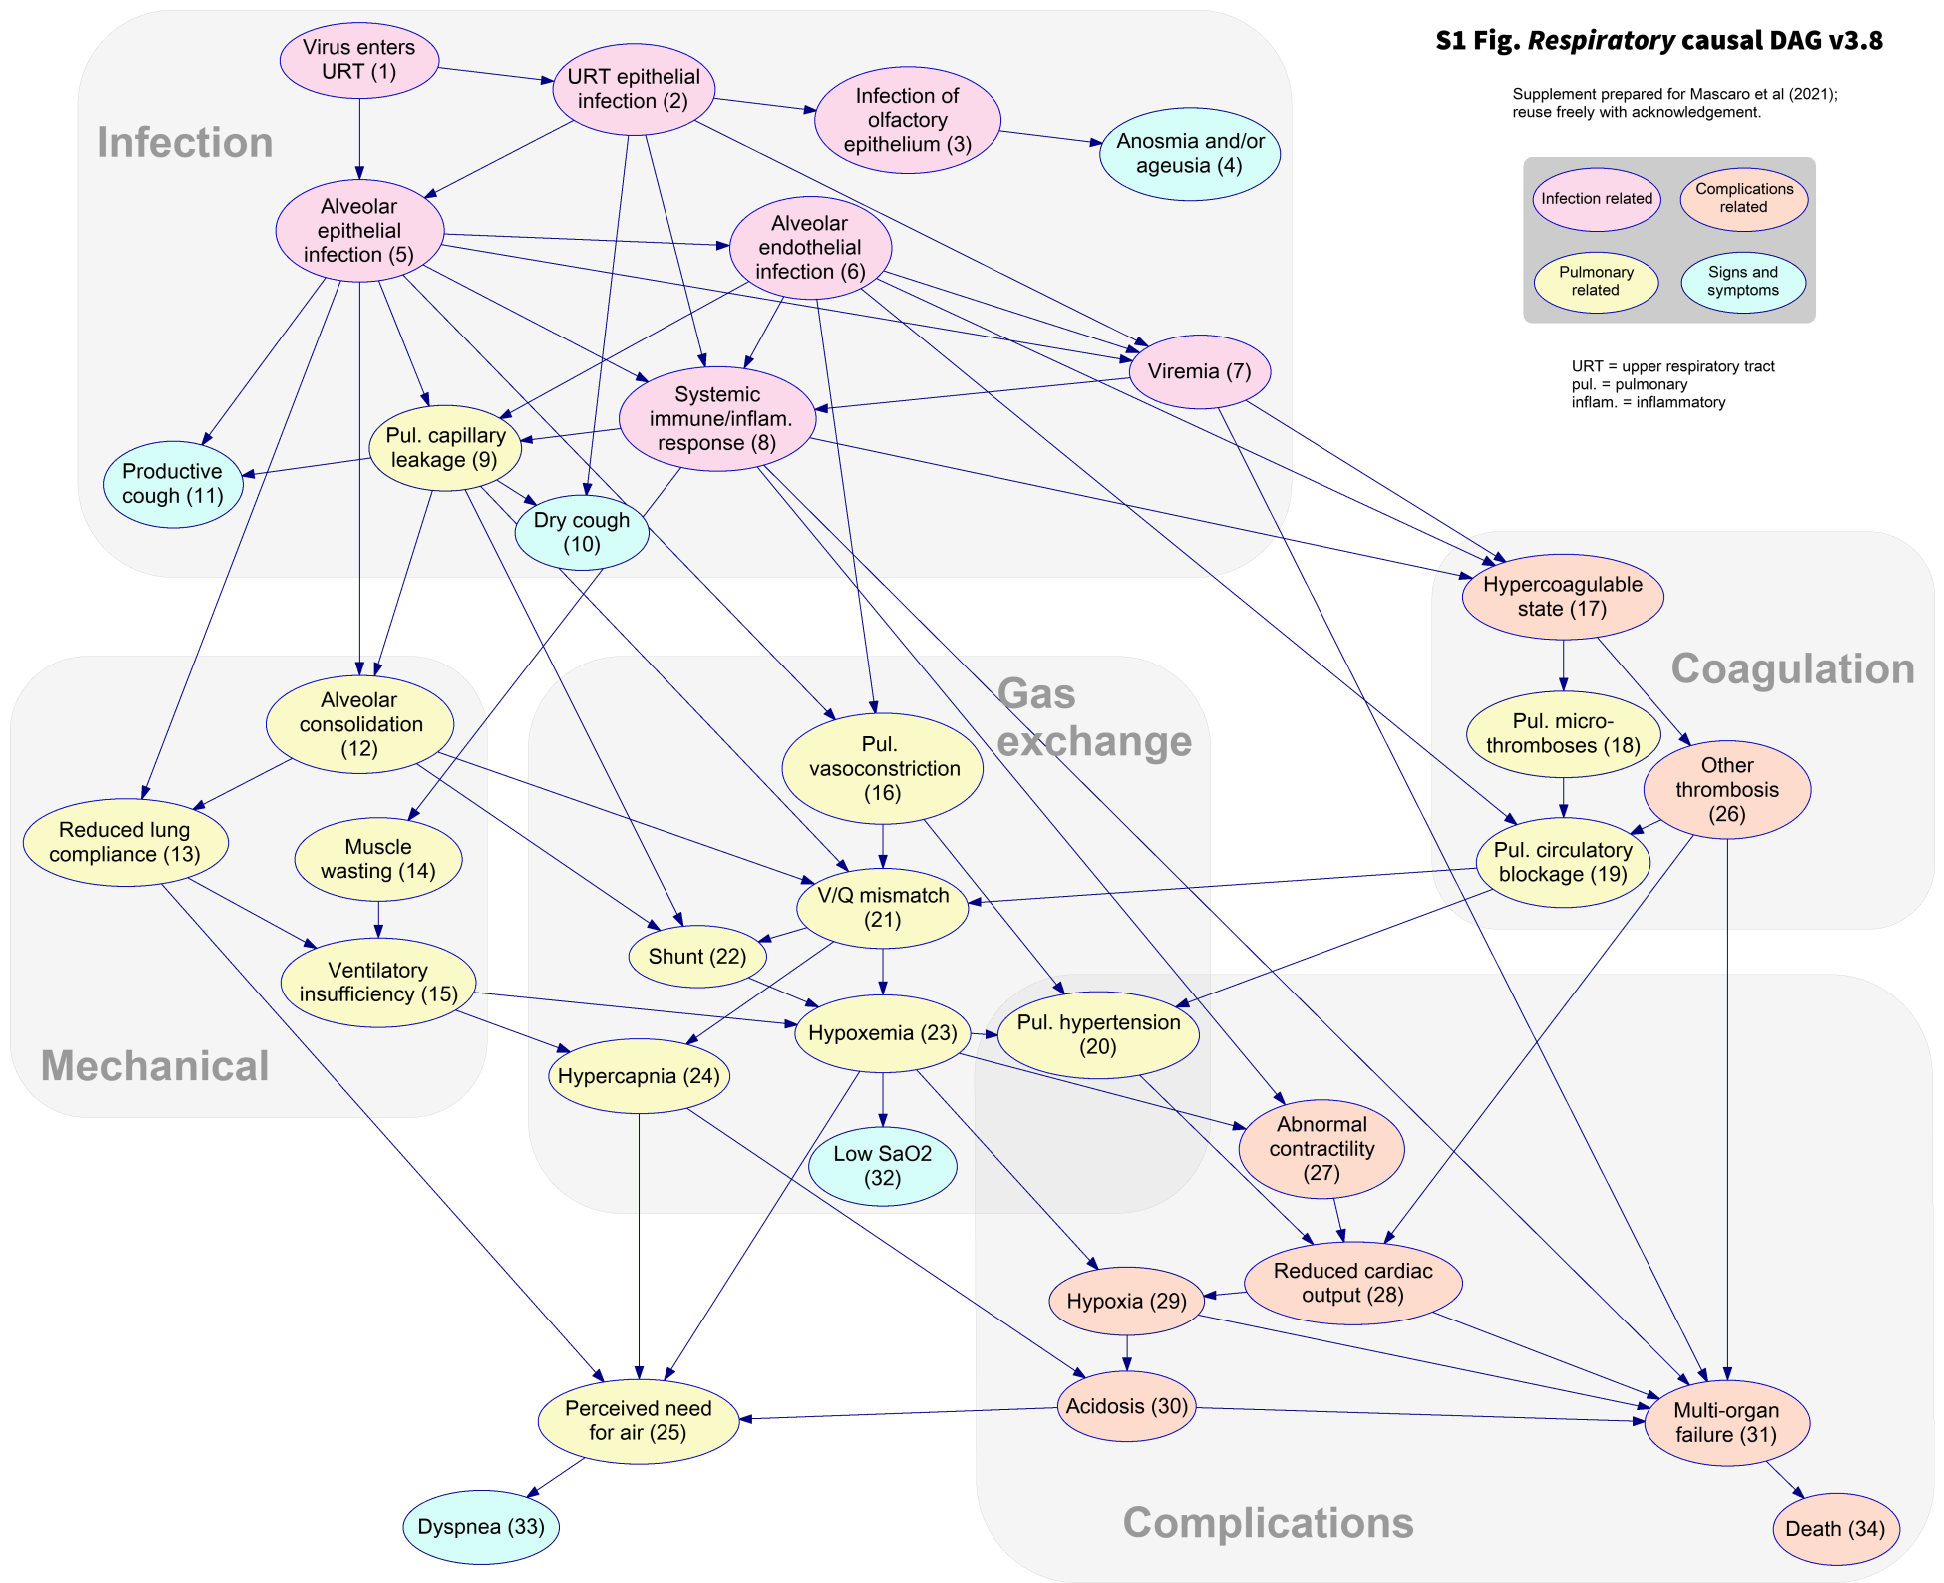 S1 Fig. Respiratory causal DAG v3.8
Supplement prepared for Mascaro et al (2021);
reuse freely with acknowledgement.
Infection related
Complications
related
Pulmonary
related
Signs and
symptoms
URT = upper respiratory tract
pul. = pulmonary
inflam. = inflammatory
Infection
Virus enters
URT (1)
URT epithelial
infection (2)
Infection of
olfactory
epithelium (3)
Anosmia and/or
ageusia (4)
Alveolar
epithelial
infection (5)
Alveolar
endothelial
infection (6)
Viremia (7)
Systemic
immune/inflam.
response (8)
Pul. capillary
leakage (9)
Dry cough
(10)
Productive
cough (11)
Mechanical
Alveolar
consolidation
(12)
Reduced lung
compliance (13)
Muscle
wasting (14)
Ventilatory
insufficiency (15)
Gas
exchange
Pul.
vasoconstriction
(16)
V/Q mismatch
(21)
Shunt (22)
Hypoxemia (23)
Hypercapnia (24)
Low SaO2
(32)
Coagulation
Hypercoagulable
state (17)
Pul. micro-
thromboses (18)
Other
thrombosis
(26)
Pul. circulatory
blockage (19)
Pul. hypertension
(20)
Abnormal
contractility
(27)
Reduced cardiac
output (28)
Hypoxia (29)
Acidosis (30)
Multi-organ
failure (31)
Death (34)
Complications
Perceived need
for air (25)
Dyspnea (33)